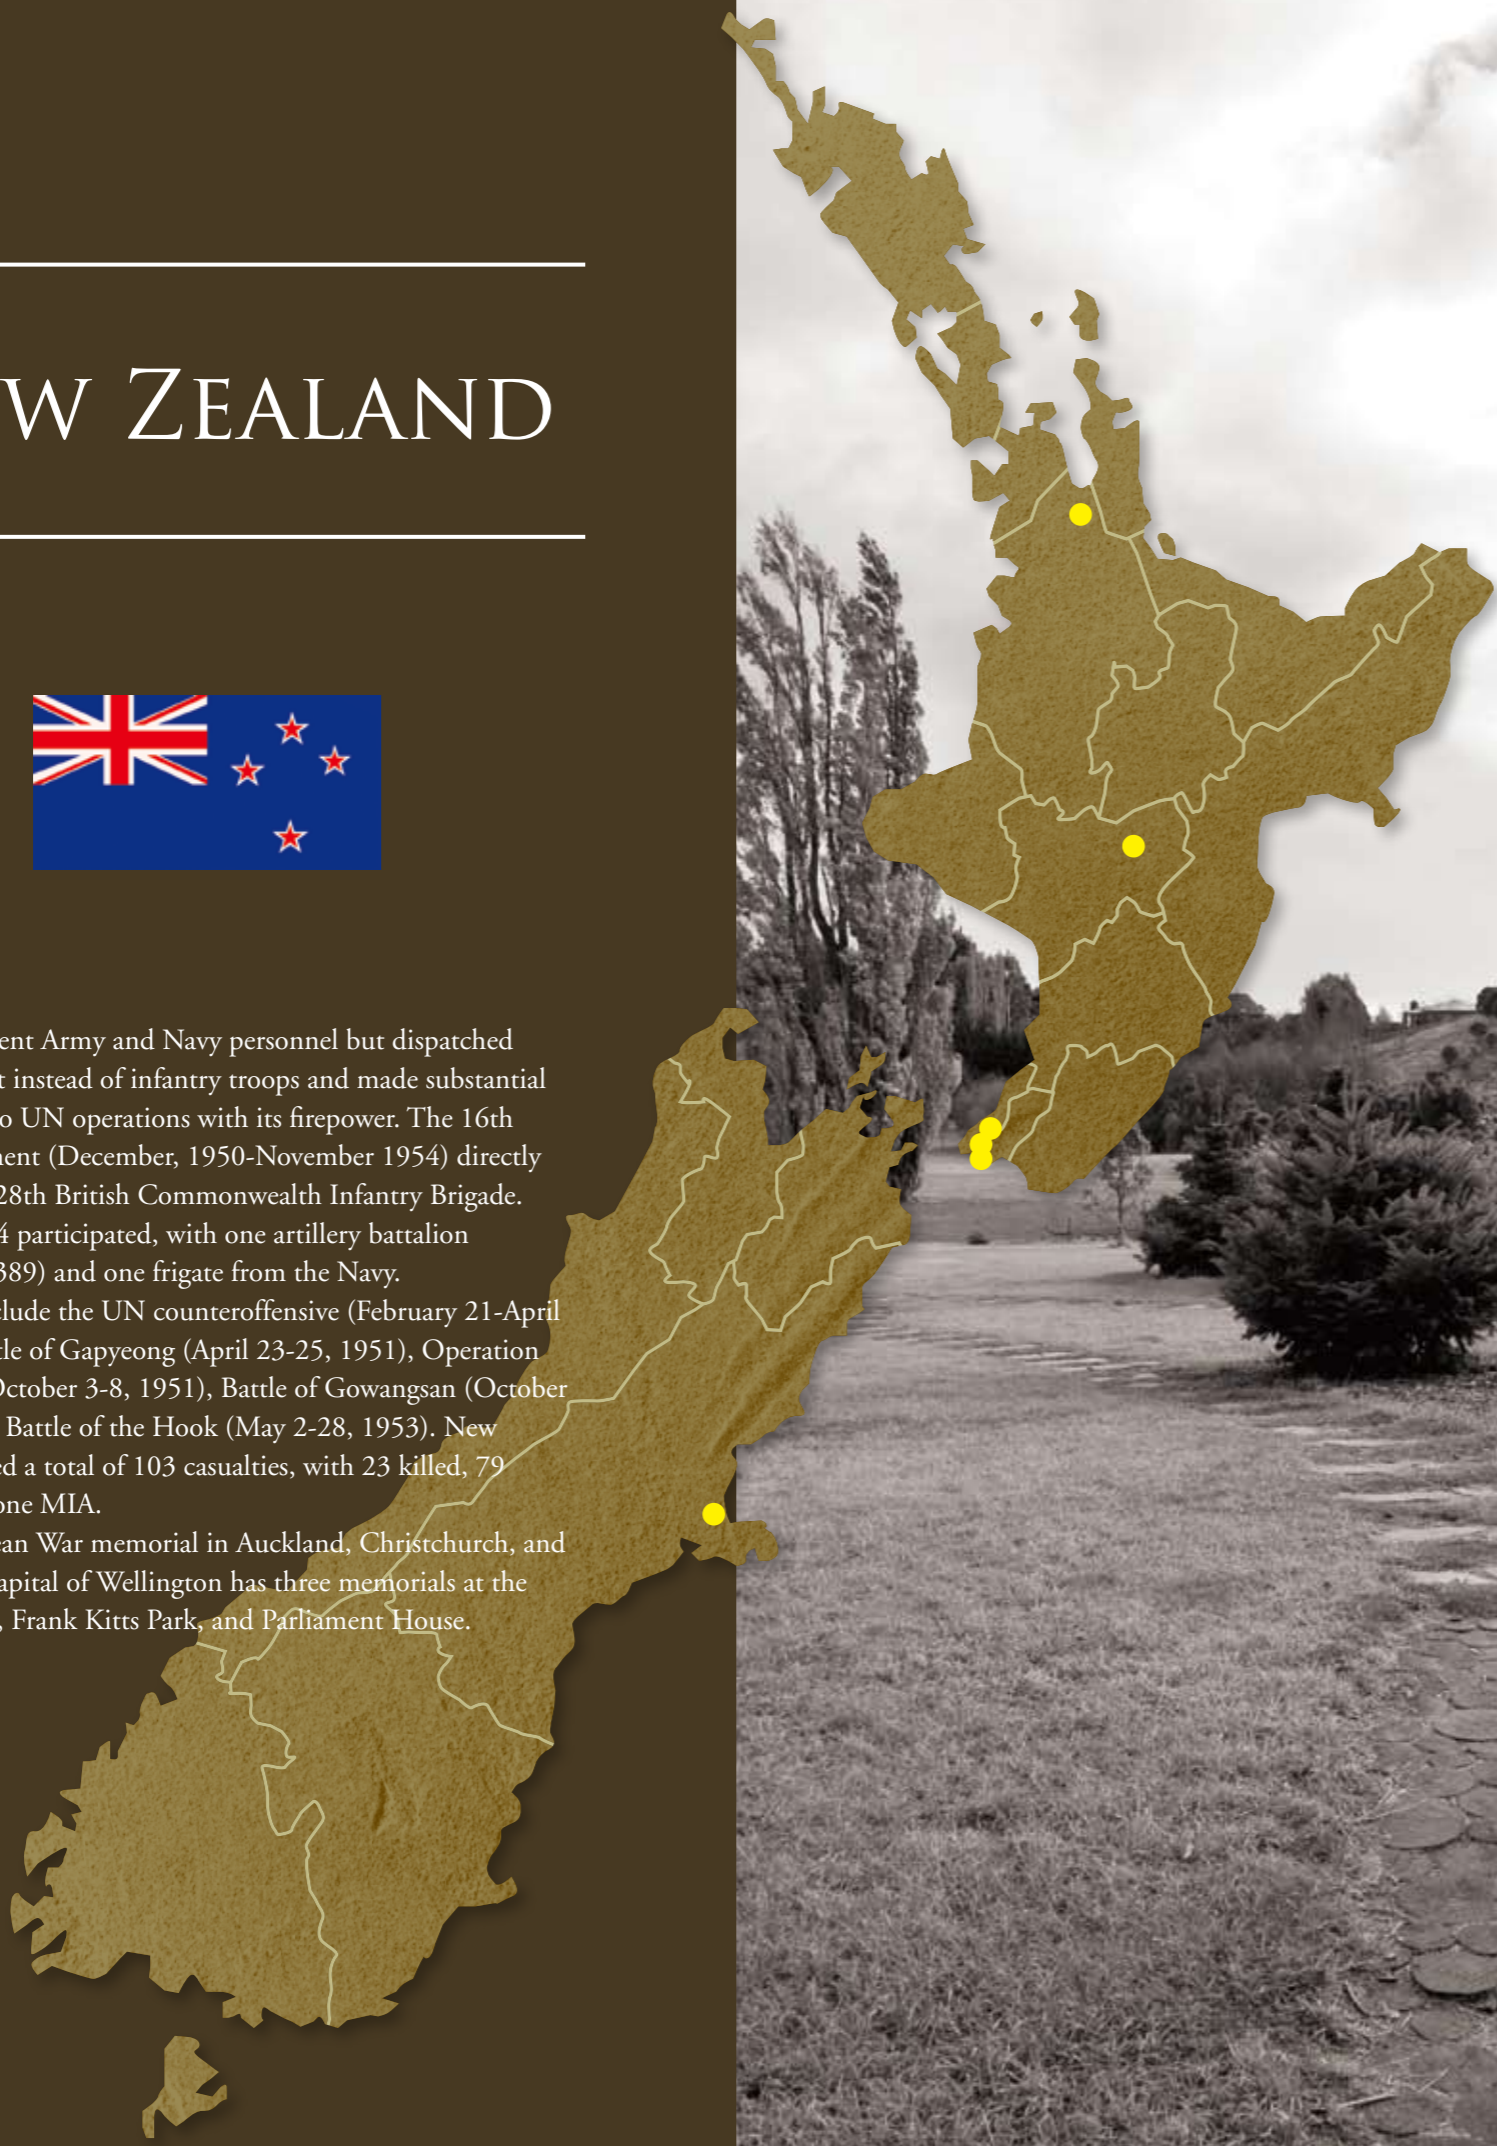 W ZEALAND
ent Army and Navy personnel but dispatched
t instead of infantry troops and made substantial
o UN operations with its firepower. The 16th
ent (December, 1950-November 1954) directly
28th British Commonwealth Infantry Brigade.
4 participated, with one artillery battalion
389) and one frigate from the Navy.
lude the UN counteroffensive (February 21-April
tle of Gapyeong (April 23-25, 1951), Operation
October 3-8, 1951), Battle of Gowangsan (October
Battle of the Hook (May 2-28, 1953). New
ed a total of 103 casualties, with 23 killed, 79
one MIA.
ean War memorial in Auckland, Christchurch, and
apital of Wellington has three memorials at the
, Frank Kitts Park, and Parliament House.